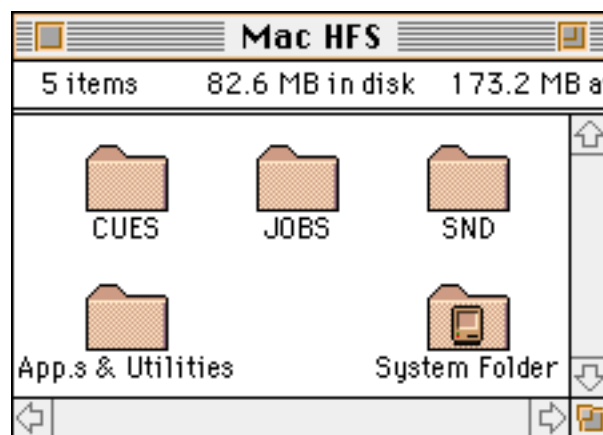 Mac HFS
5 items 82.6 MB in disk 173.2 MB a
CUES JOBS SND
App.s & Utilities System Folder